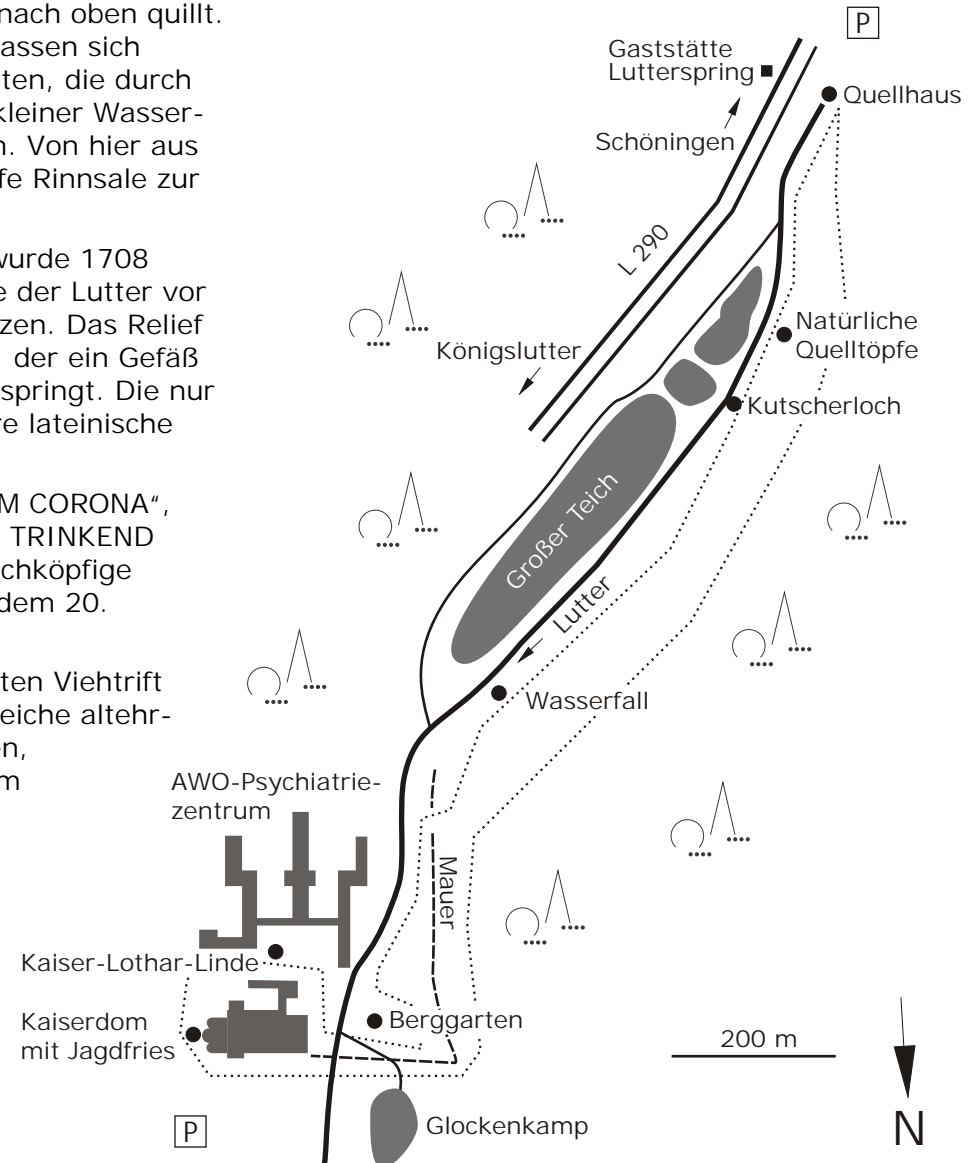 nach oben quillt.
assen sich
ten, die durch
kleiner Wasser-
n. Von hier aus
fe Rinnsale zur
wurde 1708
e der Lutter vor
zen. Das Relief
, der ein Gefäß
springt. Die nur
re lateinische
M CORONA“,
TRINKEND
chköpfige
dem 20.
ten Viehtrift
eiche altehr-
en,
m
P
Gaststätte
Lutterspring
Quellhaus
Schöningen
L 290
Königslutter
Natürliche
Quelltöpfe
Kutscherloch
Großer Teich
Lutter
Wasserfall
AWO-Psychiatrie-
zentrum
Mauer
Kaiser-Lothar-Linde
Kaiserdom
mit Jagdfries
Berggarten
200 m
P
Glockenkamp
N